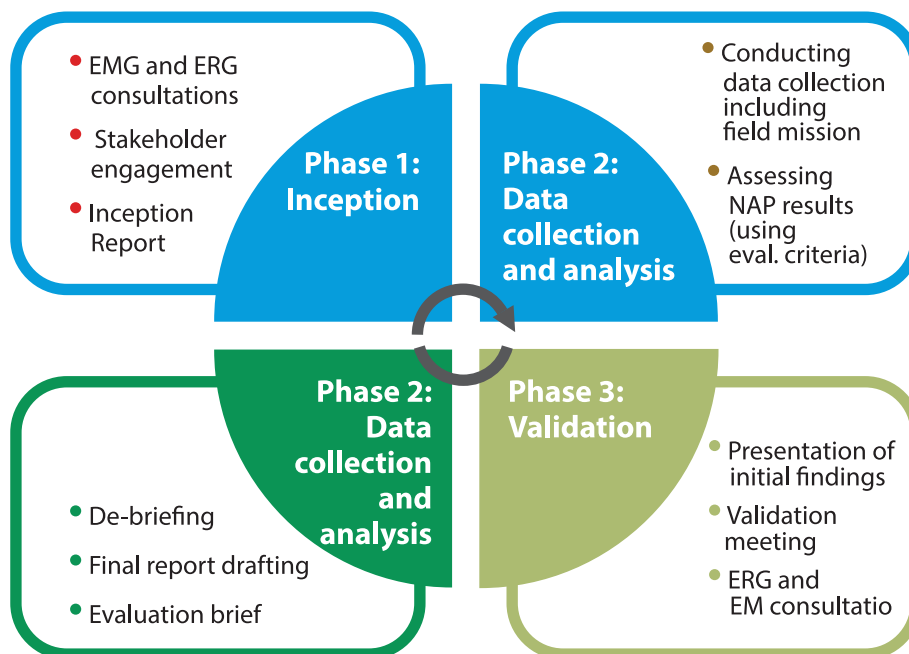 EMG and ERG
consultations
Stakeholder
engagement
Inception
Report
Phase 1:
Inception
Phase 2:
Data
collection
and analysis
Conducting
data collection
including
field mission
Assessing
NAP results
(using
eval. criteria)
Phase 2:
Data
collection
and
analysis
De-briefing
Final report drafting
Evaluation brief
Phase 3:
Validation
Presentation of
initial findings
Validation
meeting
ERG and
EM consultatio